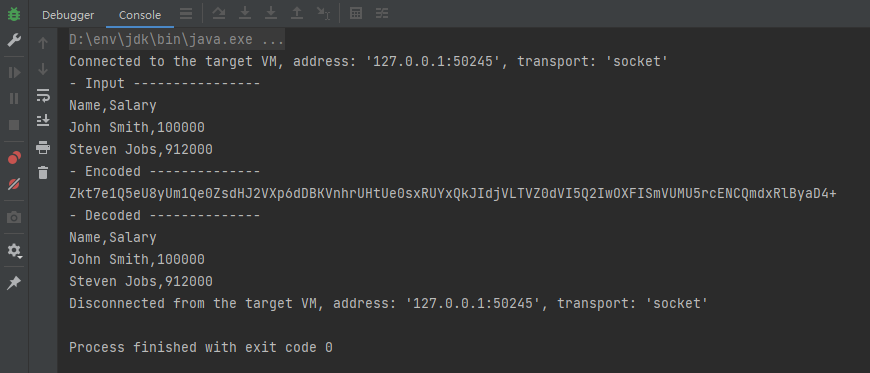 Debugger Console
D:\env\jdk\bin\java.exe ...
Connected to the target VM, address: '127.0.0.1:50245', transport: 'socket'
- Input ----------------
Name,Salary
John Smith,100000
Steven Jobs,912000
- Encoded --------------
Zkt7e1Q5eU8yUm1Qe0ZsdHJ2VXp6dDBKVnhrUHtUe0sxRUYxQkJIdjVLTVZ0dVI5Q2IwOXFISmVUMU5rcENCQmdxRlByaD4+
- Decoded --------------
Name,Salary
John Smith,100000
Steven Jobs,912000
Disconnected from the target VM, address: '127.0.0.1:50245', transport: 'socket'
Process finished with exit code 0